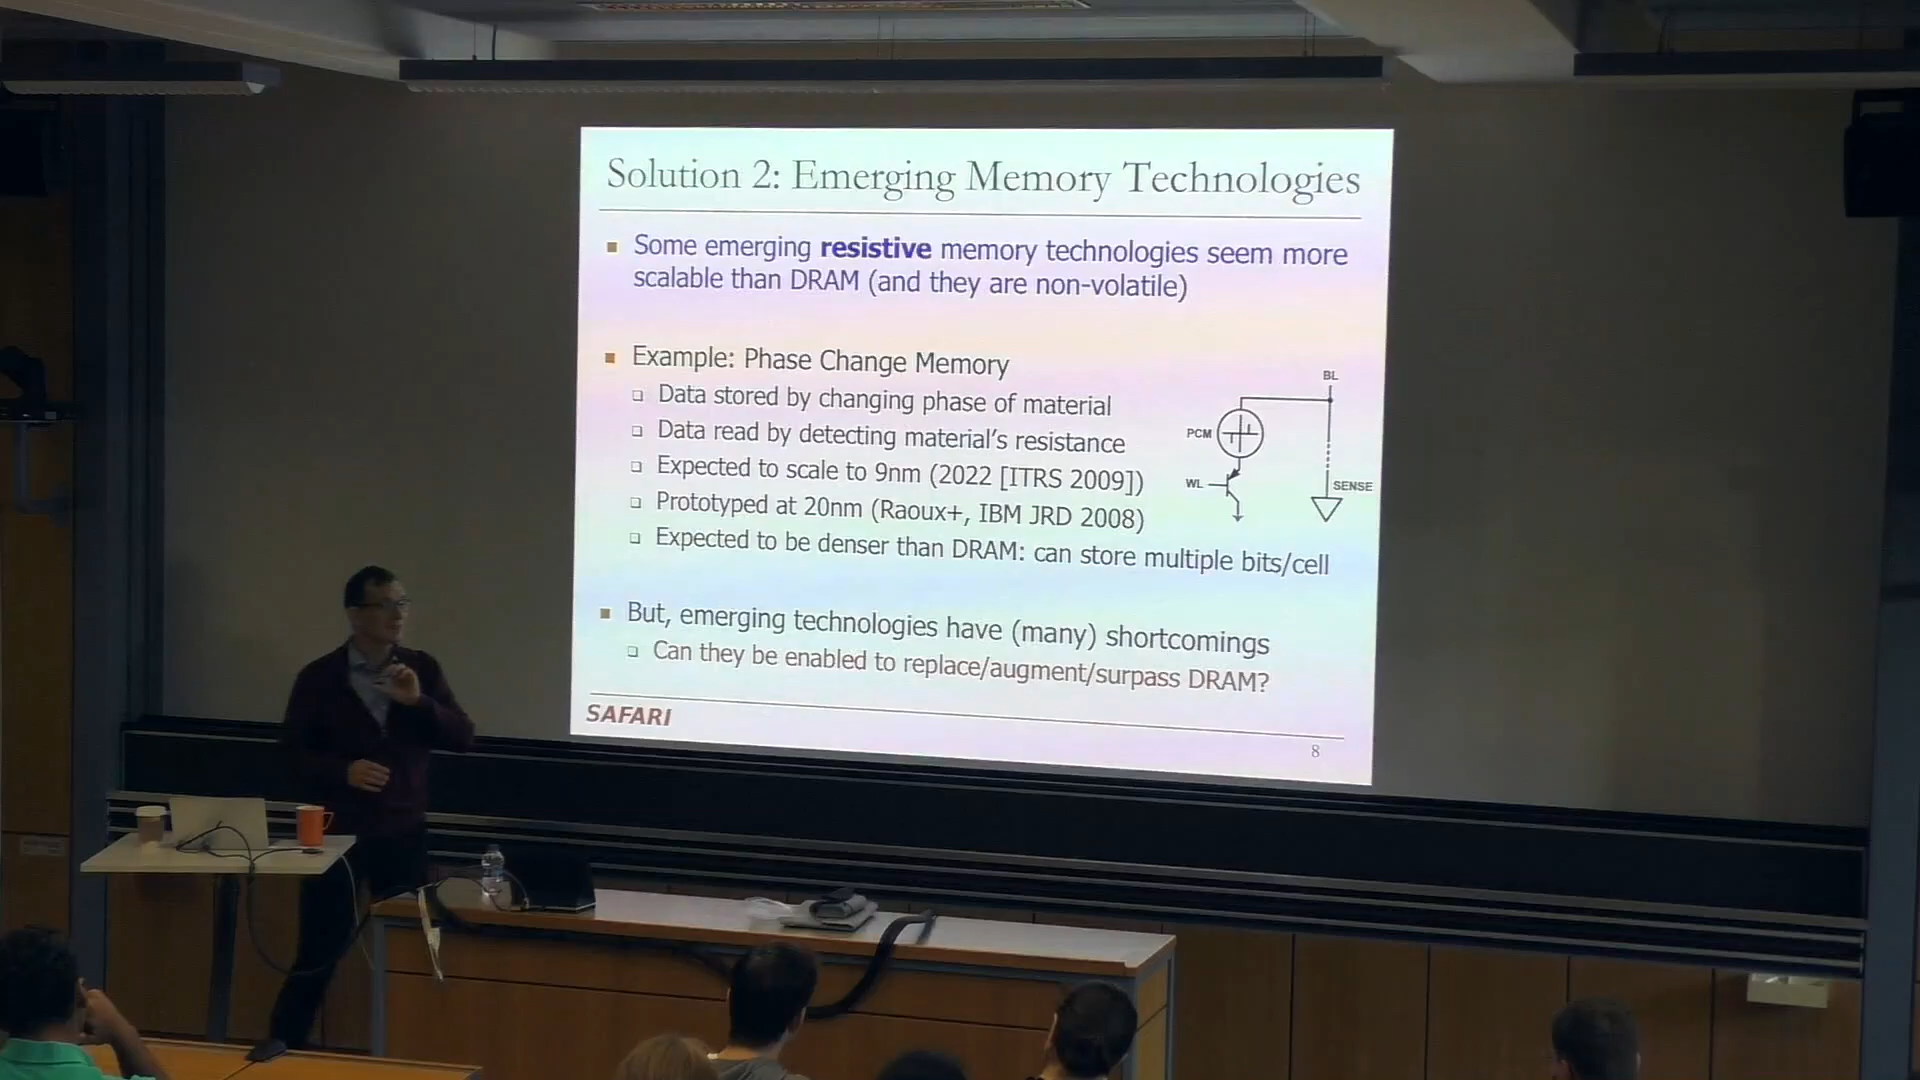 Solution 2: Emerging Memory Technologies
Some emerging resistive memory technologies seem more
scalable than DRAM (and they are non-volatile)
Example: Phase Change Memory
Data stored by changing phase of material
Data read by detecting material's resistance
Expected to scale to 9nm (2022 [ITRS 2009])
Prototyped at 20nm (Raoux+, IBM JRD 2008)
Expected to be denser than DRAM: can store multiple bits/cell
BL
PCM
WL
SENSE
But, emerging technologies have (many) shortcomings
Can they be enabled to replace/augment/surpass DRAM?
SAFARI
8